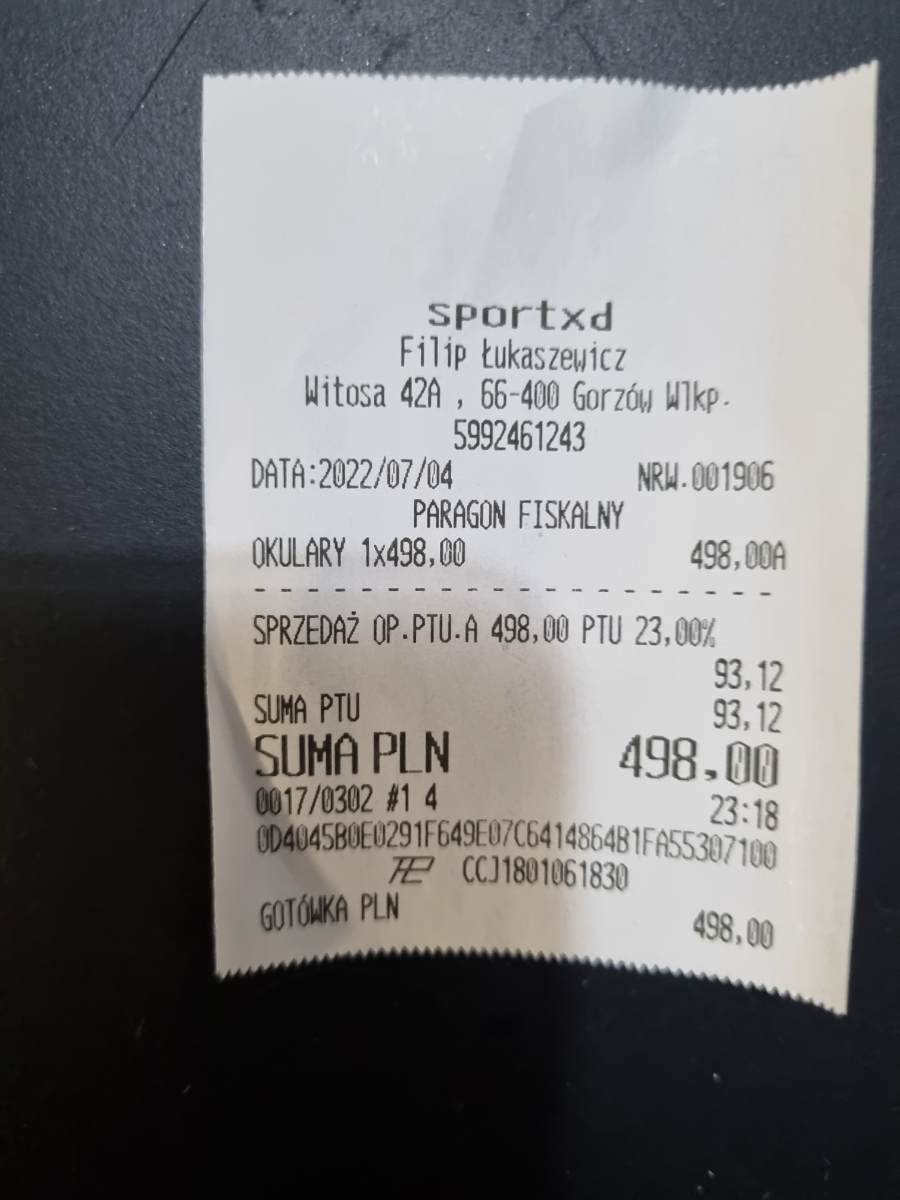 sportxd
Filip Łukaszewicz
Witosa 42A , 66-400 Gorzów Wlkp.
5992461243
DATA:2022/07/04 NRW.001906
PARAGON FISKALNY
OKULARY 1x498,00 498,00A
- - - - - - - - - - - - - - - - - - - - - - - - - -
SPRZEDAŻ OP.PTU.A 498,00 PTU 23,00%
93,12
SUMA PTU 93,12
SUMA PLN 498,00
0017/0302 #1 4 23:18
0D4045B0E0291F649E07C6414864B1FA55307100
CCJ1801061830
GOTÓWKA PLN 498,00